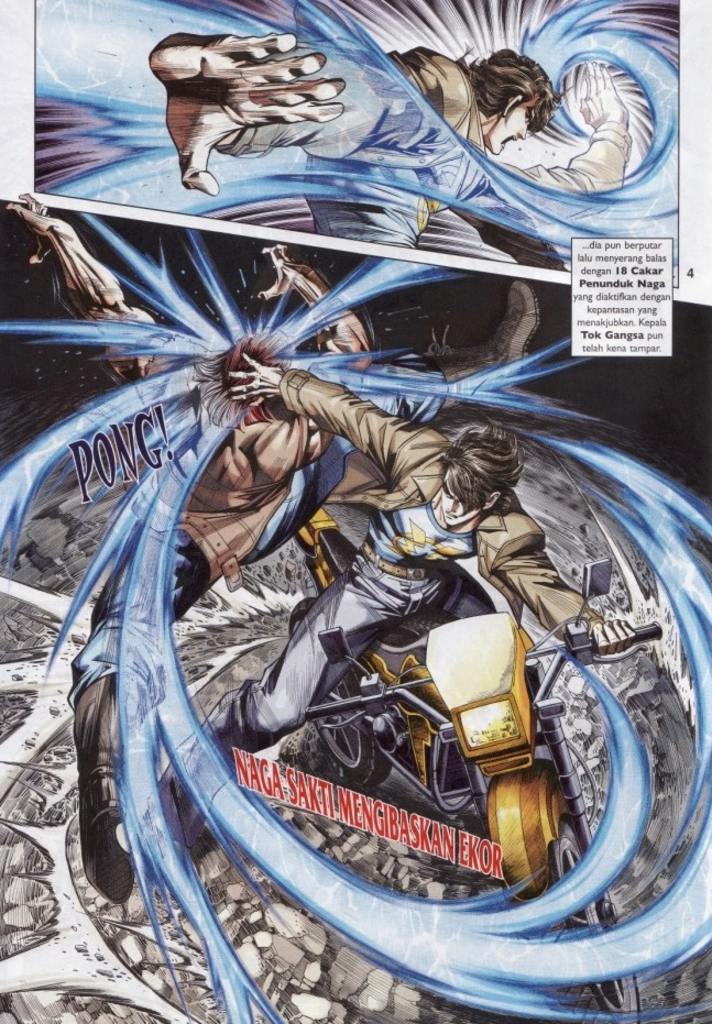 ...dia pun berputar
lalu menyerang balas
dengan 18 Cakar
Penunduk Naga
yang diaktifkan dengan
kepantasan yang
menakjubkan. Kepala
Tok Gangsa pun
telah kena tampar.
4
PONG!
NAGA-SAKTI MENGIBASKAN EKOR